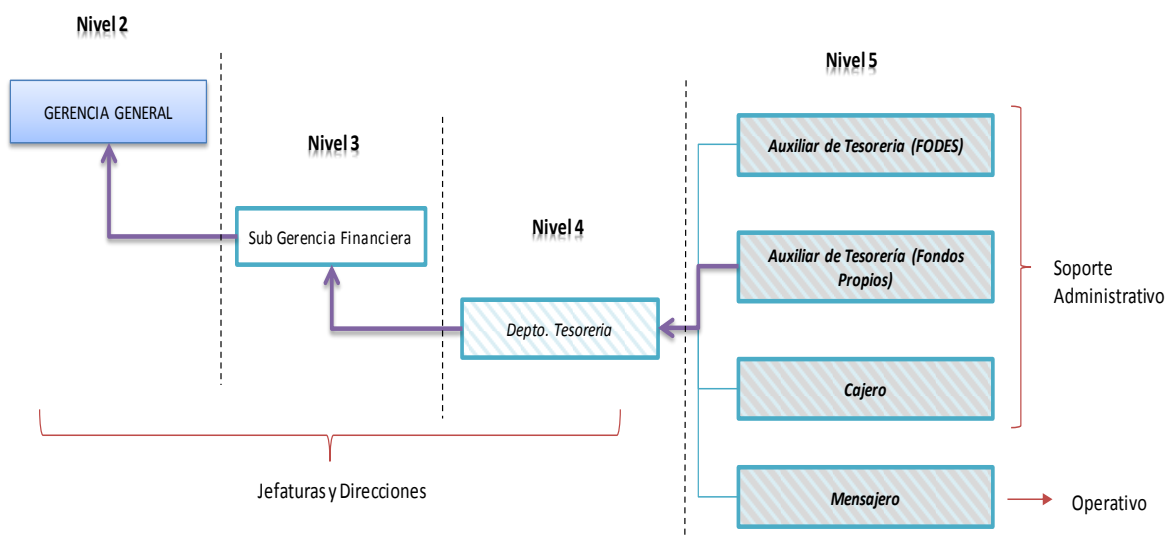 Nivel 2
GERENCIA GENERAL
Nivel 3
Sub Gerencia Financiera
Nivel 4
Depto. Tesoreria
Nivel 5
Auxiliar de Tesoreria (FODES)
Auxiliar de Tesorería (Fondos
Propios)
Cajero
Mensajero
Soporte
Administrativo
Operativo
Jefaturas y Direcciones